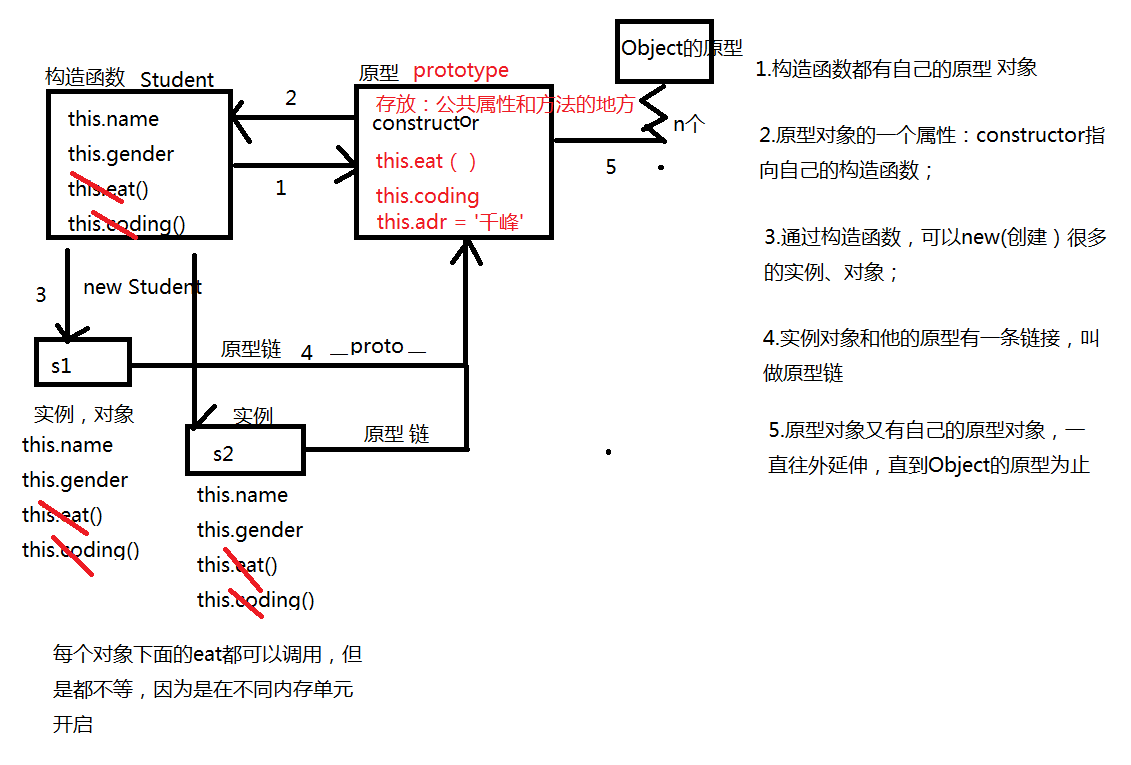 Object的原型
构造函数 Student
原型 prototype
this.name
this.gender
this.eat()
this.coding()
2
1
存放：公共属性和方法的地方
constructor
this.eat（ ）
this.coding
this.adr = '千峰'
n个
5
3
new Student
s1
原型链 4 __proto__
实例，对象
this.name
this.gender
this.eat()
this.coding()
实例
s2
原型 链
this.name
this.gender
this.eat()
this.coding()
每个对象下面的eat都可以调用，但
是都不等，因为是在不同内存单元
开启
1.构造函数都有自己的原型 对象
2.原型对象的一个属性：constructor指
向自己的构造函数；
3.通过构造函数，可以new(创建）很多
的实例、对象；
4.实例对象和他的原型有一条链接，叫
做原型链
5.原型对象又有自己的原型对象，一
直往外延伸，直到Object的原型为止